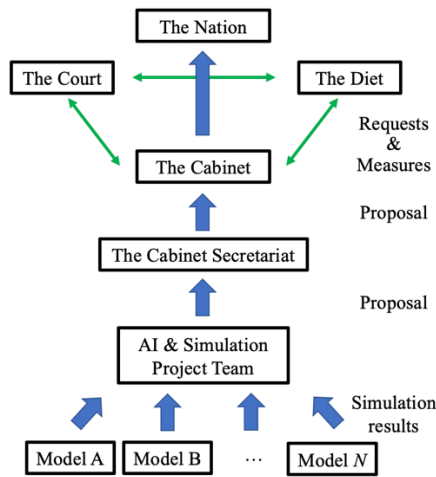 The Nation
The Court
The Diet
Requests
&
Measures
The Cabinet
Proposal
The Cabinet Secretariat
Proposal
AI & Simulation
Project Team
Simulation
results
Model A
Model B
...
Model N